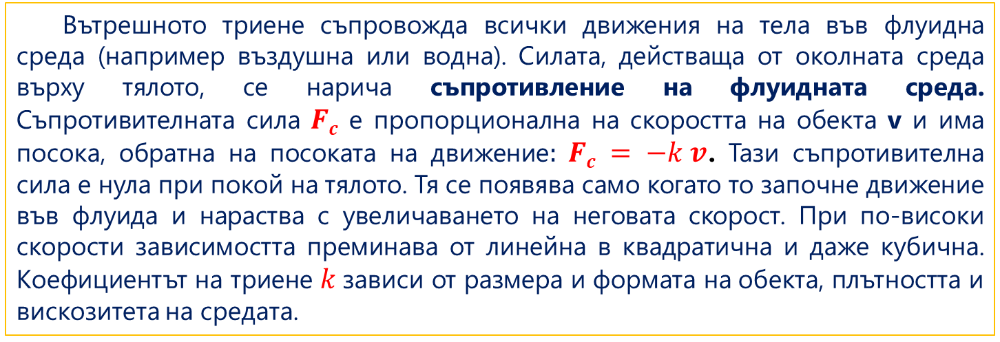 Вътрешното триене съпровожда всички движения на тела във флуидна
среда (например въздушна или водна). Силата, действаща от околната среда
върху тялото, се нарича съпротивление на флуидната среда.
Съпротивителната сила F_c е пропорционална на скоростта на обекта v и има
посока, обратна на посоката на движение: F_c = −k v. Тази съпротивителна
сила е нула при покой на тялото. Тя се появява само когато то започне движение
във флуида и нараства с увеличаването на неговата скорост. При по-високи
скорости зависимостта преминава от линейна в квадратична и даже кубична.
Коефициентът на триене k зависи от размера и формата на обекта, плътността и
вискозитета на средата.